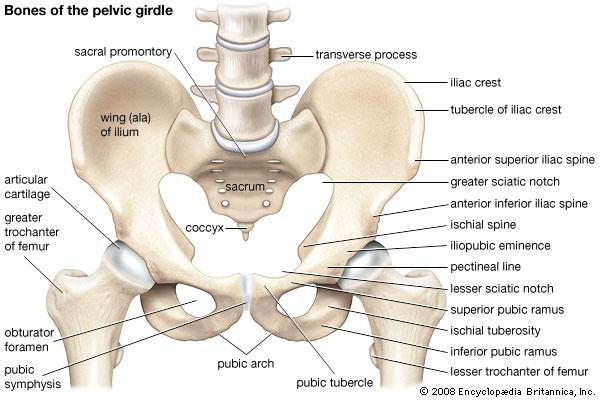 Bones of the pelvic girdle
sacral promontory
transverse process
iliac crest
wing (ala)
of ilium
tubercle of iliac crest
anterior superior iliac spine
articular
cartilage
sacrum
greater sciatic notch
anterior inferior iliac spine
greater
trochanter
of femur
coccyx
ischial spine
iliopubic eminence
pectineal line
lesser sciatic notch
superior pubic ramus
obturator
foramen
ischial tuberosity
inferior pubic ramus
pubic
symphysis
pubic arch
pubic tubercle
lesser trochanter of femur
© 2008 Encyclopædia Britannica, Inc.